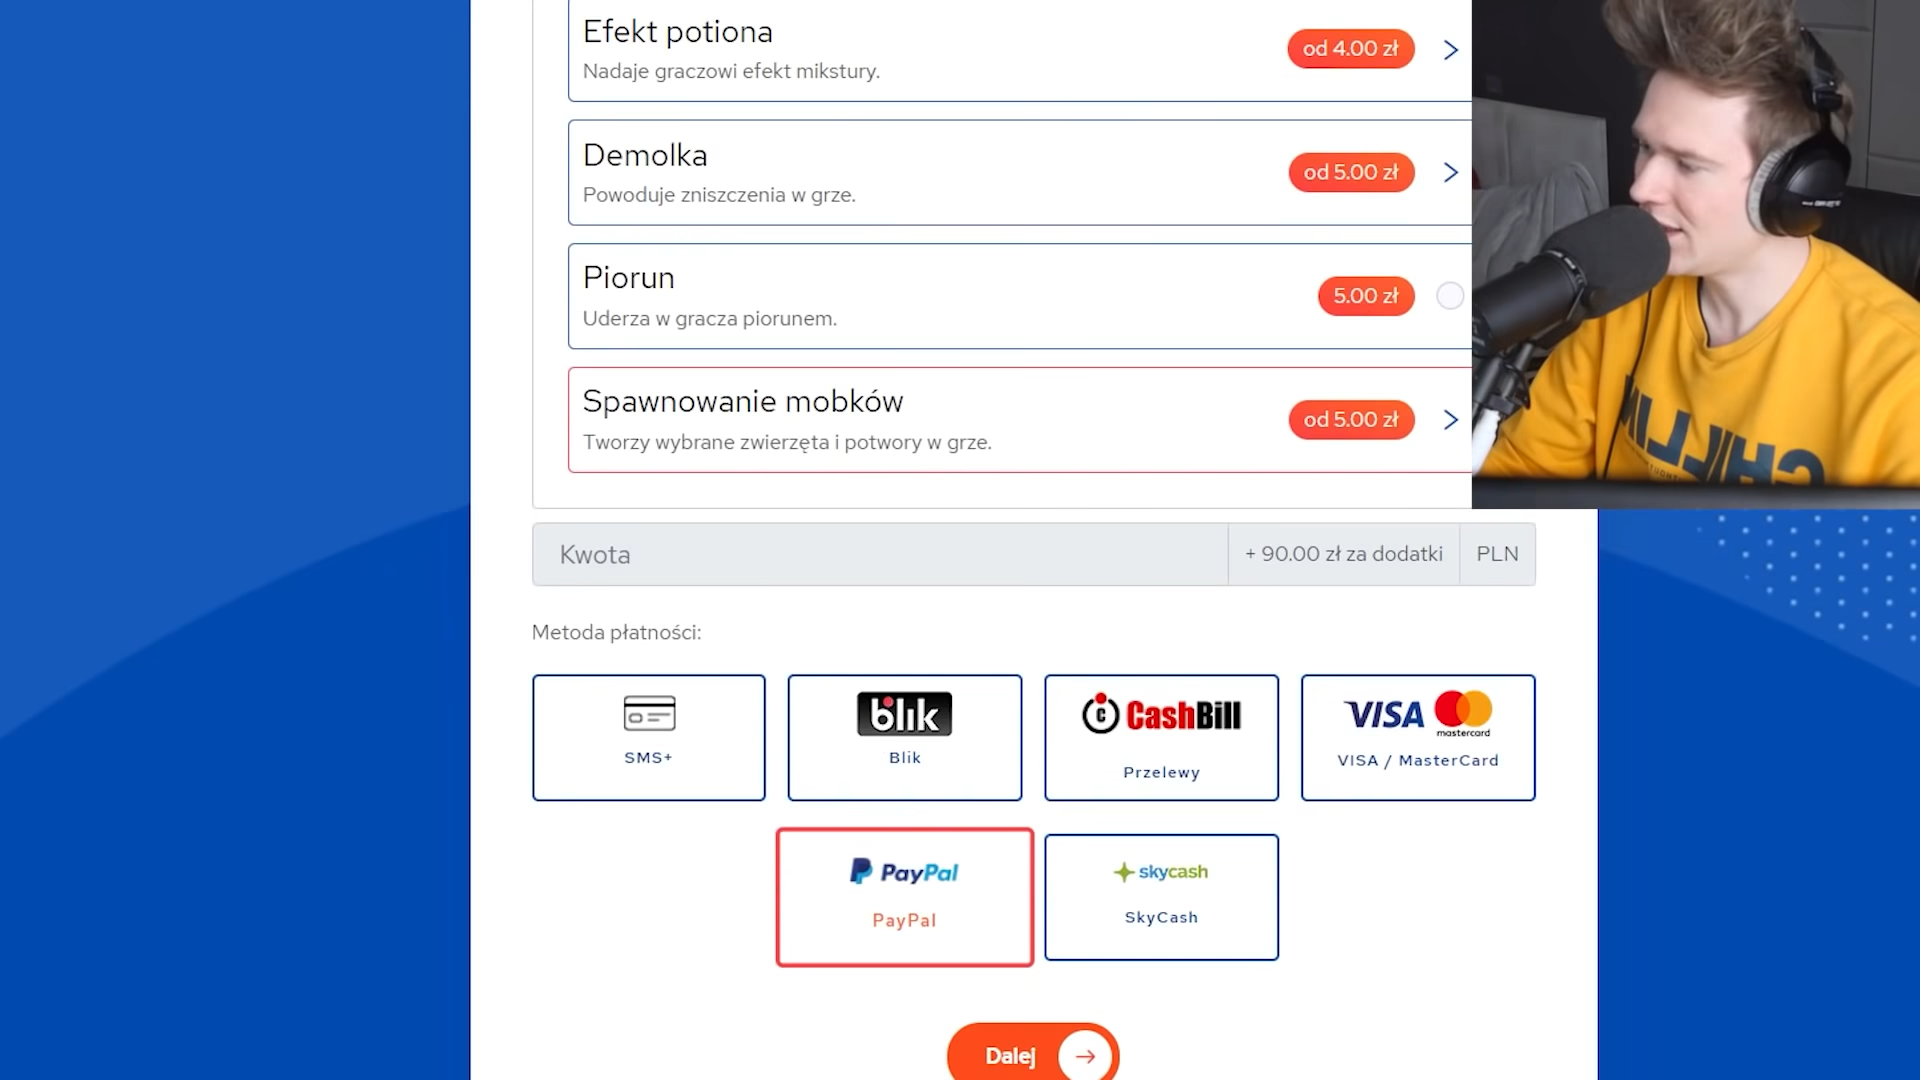 Efekt potiona
od 4.00 zł
Nadaje graczowi efekt mikstury.
Demolka
od 5.00 zł
Powoduje zniszczenia w grze.
Piorun
5.00 zł
Uderza w gracza piorunem.
Spawnowanie mobków
od 5.00 zł
Tworzy wybrane zwierzęta i potwory w grze.
CHILLIN
Kwota
+ 90.00 zł za dodatki
PLN
Metoda płatności:
blik
CashBill
VISA
mastercard
SMS+
Blik
Przelewy
VISA / MasterCard
PayPal
skycash
PayPal
SkyCash
Dalej